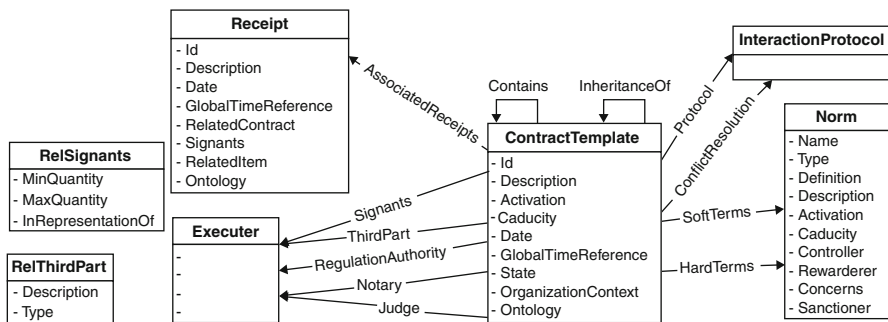 Receipt
- Id
- Description
- Date
- GlobalTimeReference
- RelatedContract
- Signants
- RelatedItem
- Ontology
RelSignants
- MinQuantity
- MaxQuantity
- InRepresentationOf
RelThirdPart
- Description
- Type
Executer
-
-
-
-
AssociatedReceipts
Signants
ThirdPart
RegulationAuthority
Notary
Judge
Contains
InheritanceOf
ContractTemplate
- Id
- Description
- Activation
- Caducity
- Date
- GlobalTimeReference
- State
- OrganizationContext
- Ontology
Protocol
ConflictResolution
SoftTerms
HardTerms
InteractionProtocol
Norm
- Name
- Type
- Definition
- Description
- Activation
- Caducity
- Controller
- Rewarderer
- Concerns
- Sanctioner